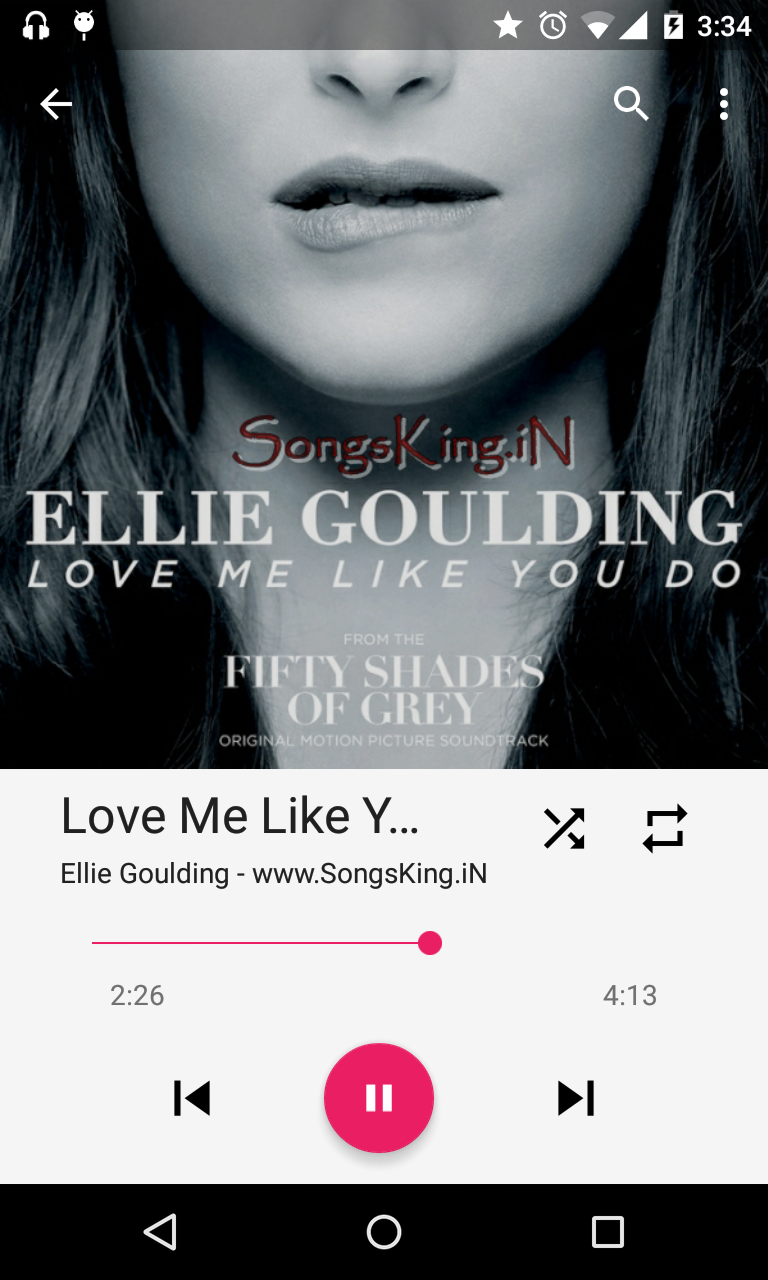 3:34
SongsKing.iN
ELLIE GOULDING
LOVE ME LIKE YOU DO
FROM THE
FIFTY SHADES
OF GREY
ORIGINAL MOTION PICTURE SOUNDTRACK
Love Me Like Y...
Ellie Goulding - www.SongsKing.iN
2:26 4:13